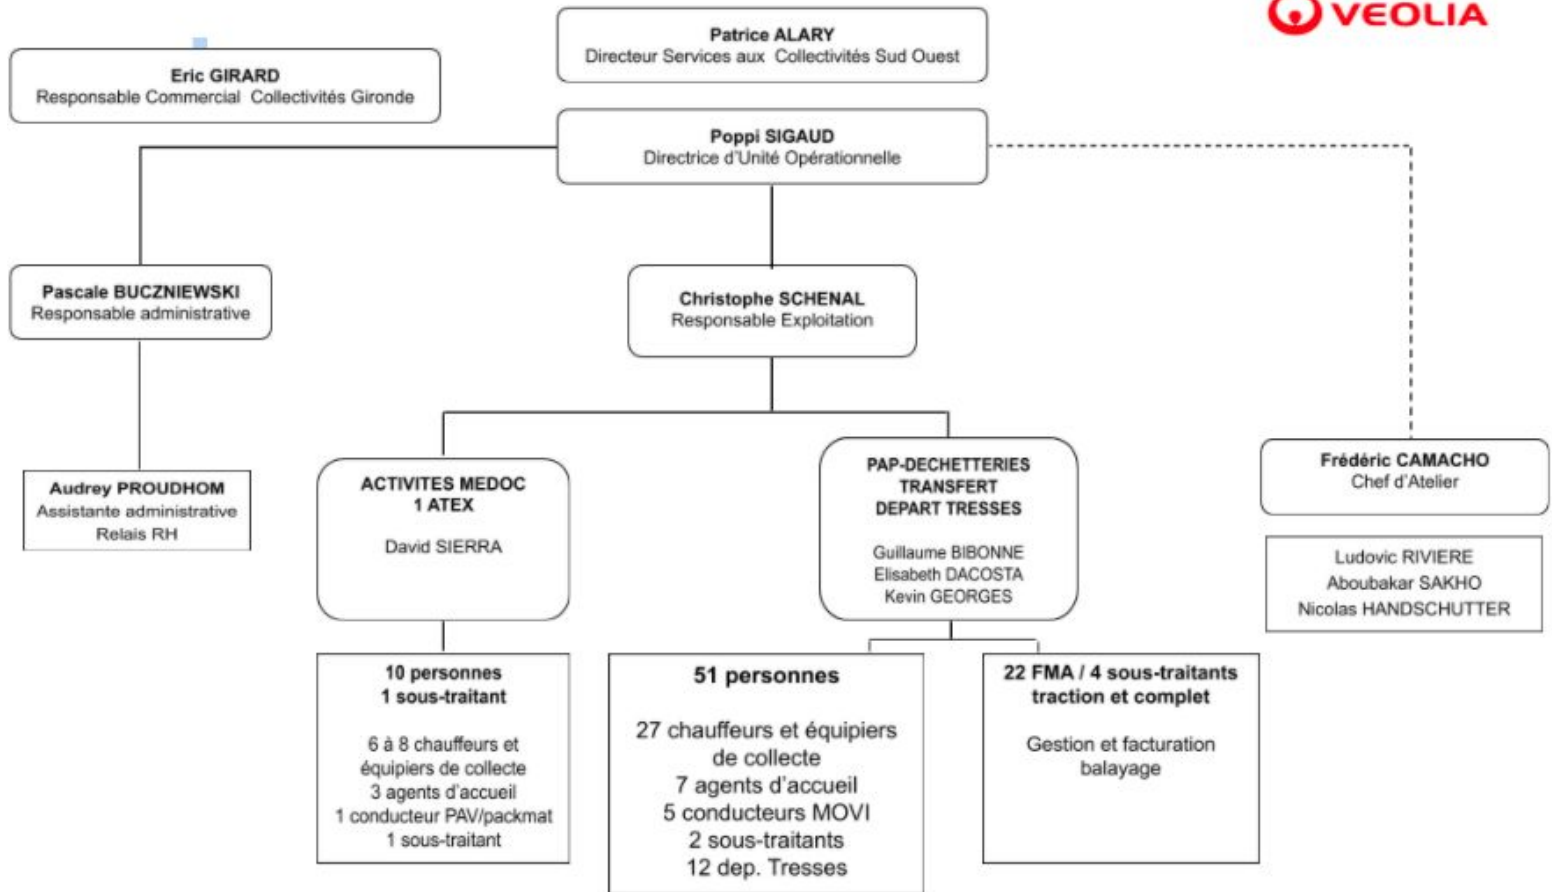 VEOLIA
Patrice ALARY
Directeur Services aux Collectivités Sud Ouest
Eric GIRARD
Responsable Commercial Collectivités Gironde
Poppi SIGAUD
Directrice d'Unité Opérationnelle
Pascale BUCZNIEWSKI
Responsable administrative
Christophe SCHENAL
Responsable Exploitation
Audrey PROUDHOM
Assistante administrative
Relais RH
ACTIVITES MEDOC
1 ATEX
David SIERRA
PAP-DECHETTERIES
TRANSFERT
DEPART TRESSES
Guillaume BIBONNE
Elisabeth DACOSTA
Kevin GEORGES
Frédéric CAMACHO
Chef d'Atelier
Ludovic RIVIERE
Aboubakar SAKHO
Nicolas HANDSCHUTTER
10 personnes
1 sous-traitant
6 à 8 chauffeurs et
équipiers de collecte
3 agents d'accueil
1 conducteur PAV/packmat
1 sous-traitant
51 personnes
27 chauffeurs et équipiers
de collecte
7 agents d'accueil
5 conducteurs MOVI
2 sous-traitants
12 dep. Tresses
22 FMA / 4 sous-traitants
traction et complet
Gestion et facturation
balayage